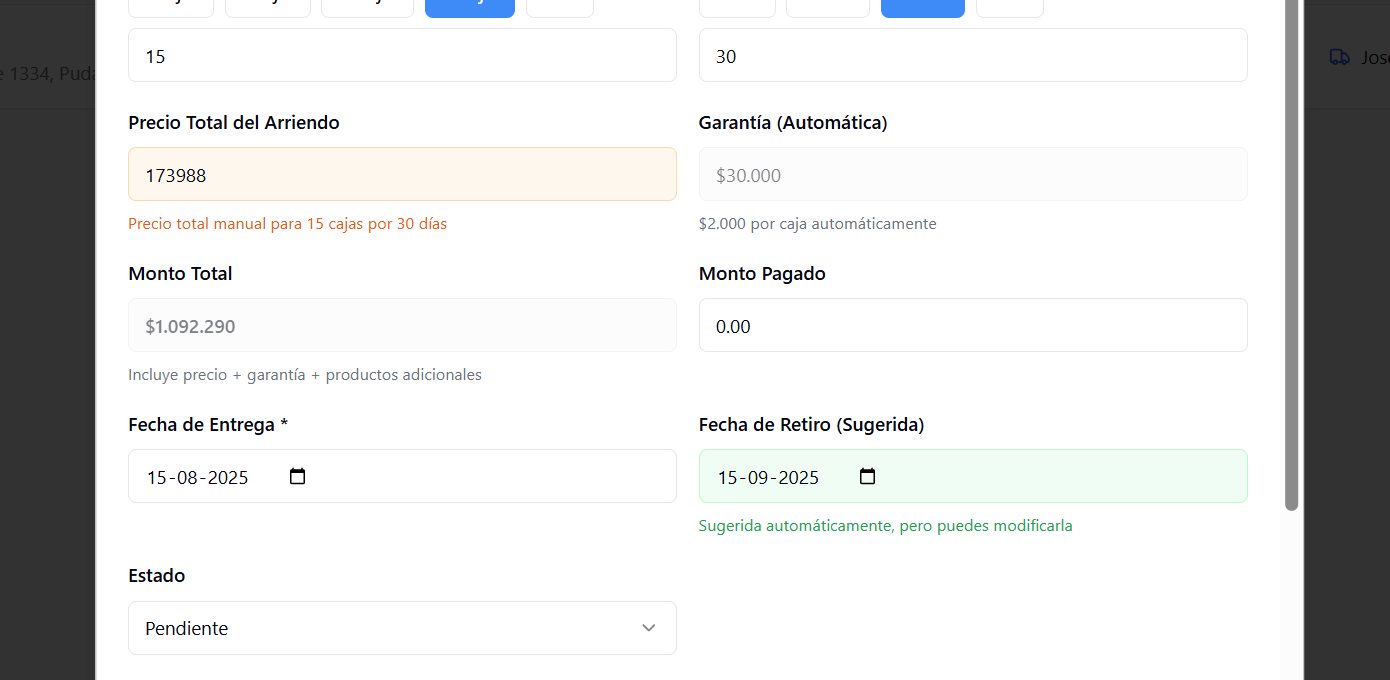 15
30
e 1334, Puda
José
Precio Total del Arriendo
Garantía (Automática)
173988
$30.000
Precio total manual para 15 cajas por 30 días
$2.000 por caja automáticamente
Monto Total
Monto Pagado
$1.092.290
0.00
Incluye precio + garantía + productos adicionales
Fecha de Entrega *
Fecha de Retiro (Sugerida)
15-08-2025
15-09-2025
Sugerida automáticamente, pero puedes modificarla
Estado
Pendiente